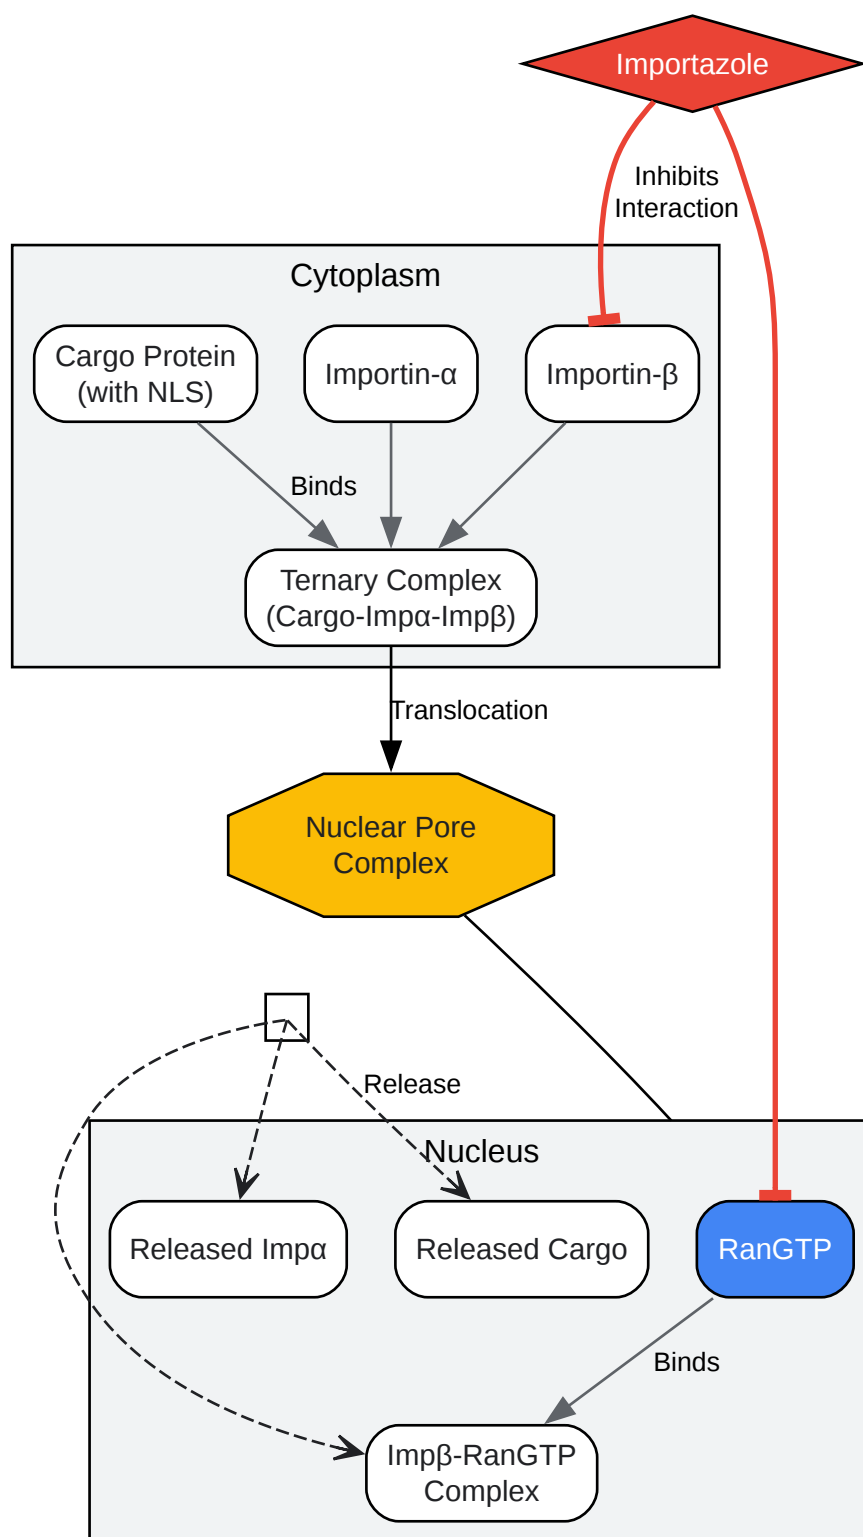 Importazole
Inhibits
Interaction
Cytoplasm
Cargo Protein
(with NLS)
Importin-α
Importin-β
Binds
Ternary Complex
(Cargo-Impα-Impβ)
Translocation
Nuclear Pore
Complex
Release
Nucleus
Released Impα
Released Cargo
RanGTP
Binds
Impβ-RanGTP
Complex